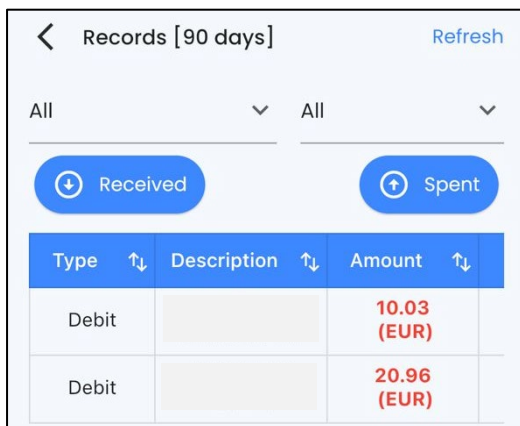 Records [90 days] Refresh
All All
Received Spent
Type Description Amount
Debit 10.03 (EUR)
Debit 20.96 (EUR)